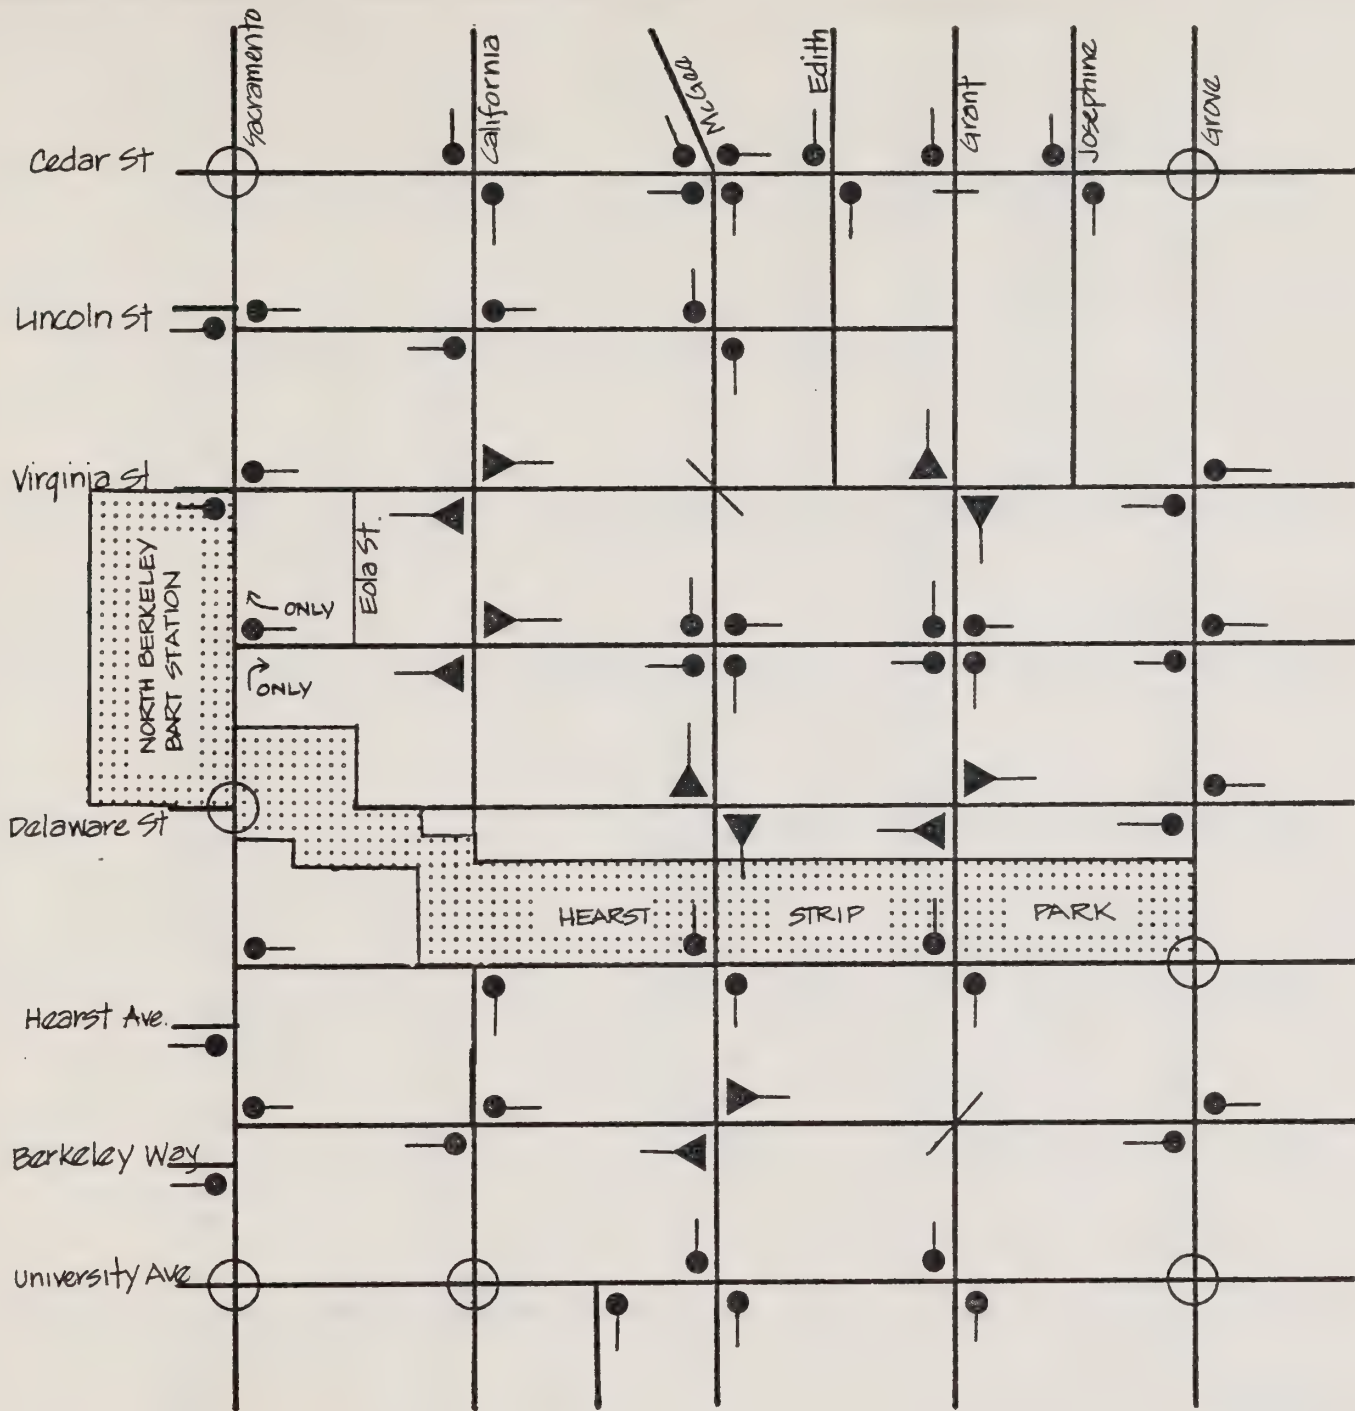 Sacramento
California
McGee
Edith
Grant
Josephine
Grove
Cedar St
Lincoln St
Virginia St
NORTH BERKELEY
BART STATION
Eola St.
ONLY
ONLY
Delaware St
HEARST STRIP PARK
Hearst Ave.
Berkeley Way
University Ave